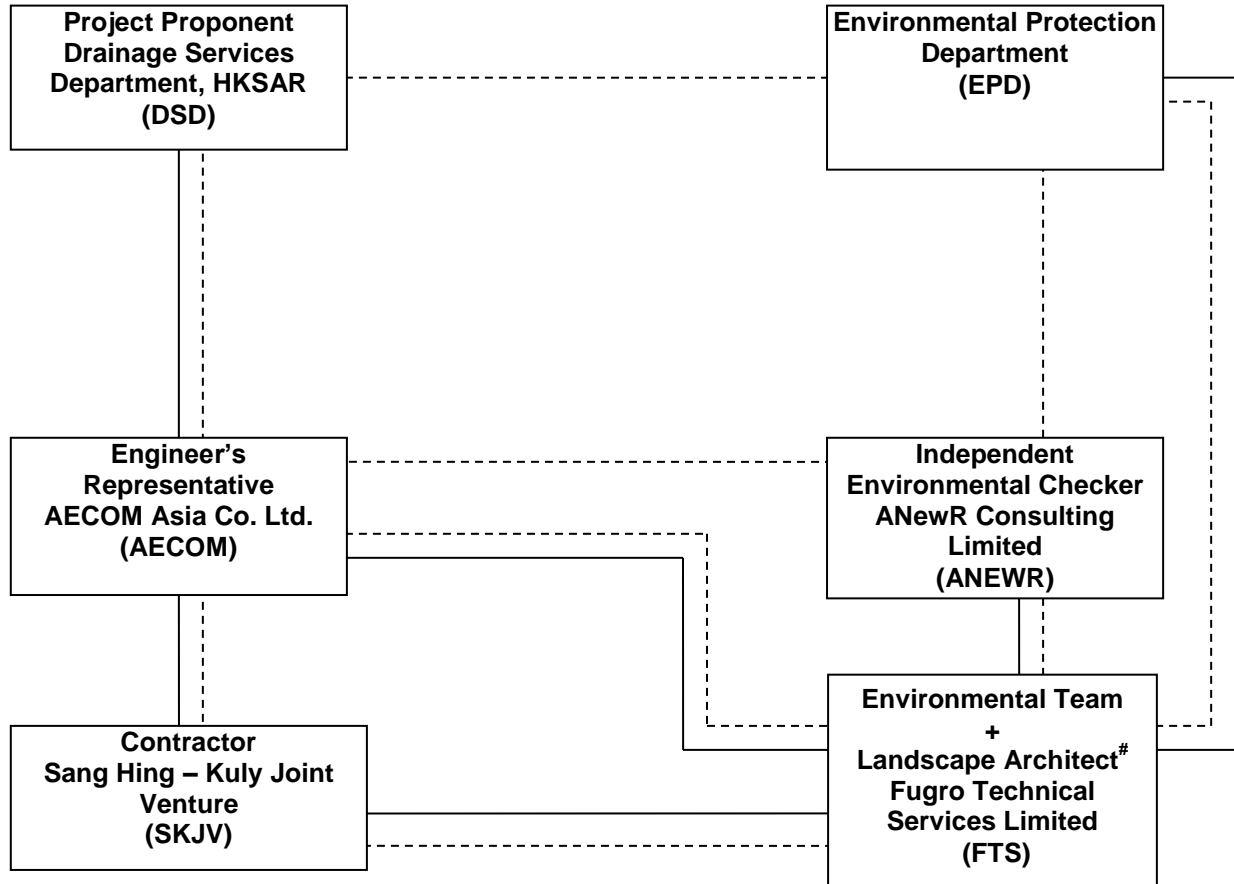 Project Proponent
Drainage Services
Department, HKSAR
(DSD)
Environmental Protection
Department
(EPD)
Engineer’s
Representative
AECOM Asia Co. Ltd.
(AECOM)
Independent
Environmental Checker
ANewR Consulting
Limited
(ANEWR)
Contractor
Sang Hing – Kuly Joint
Venture
(SKJV)
Environmental Team
+
Landscape Architect#
Fugro Technical
Services Limited
(FTS)